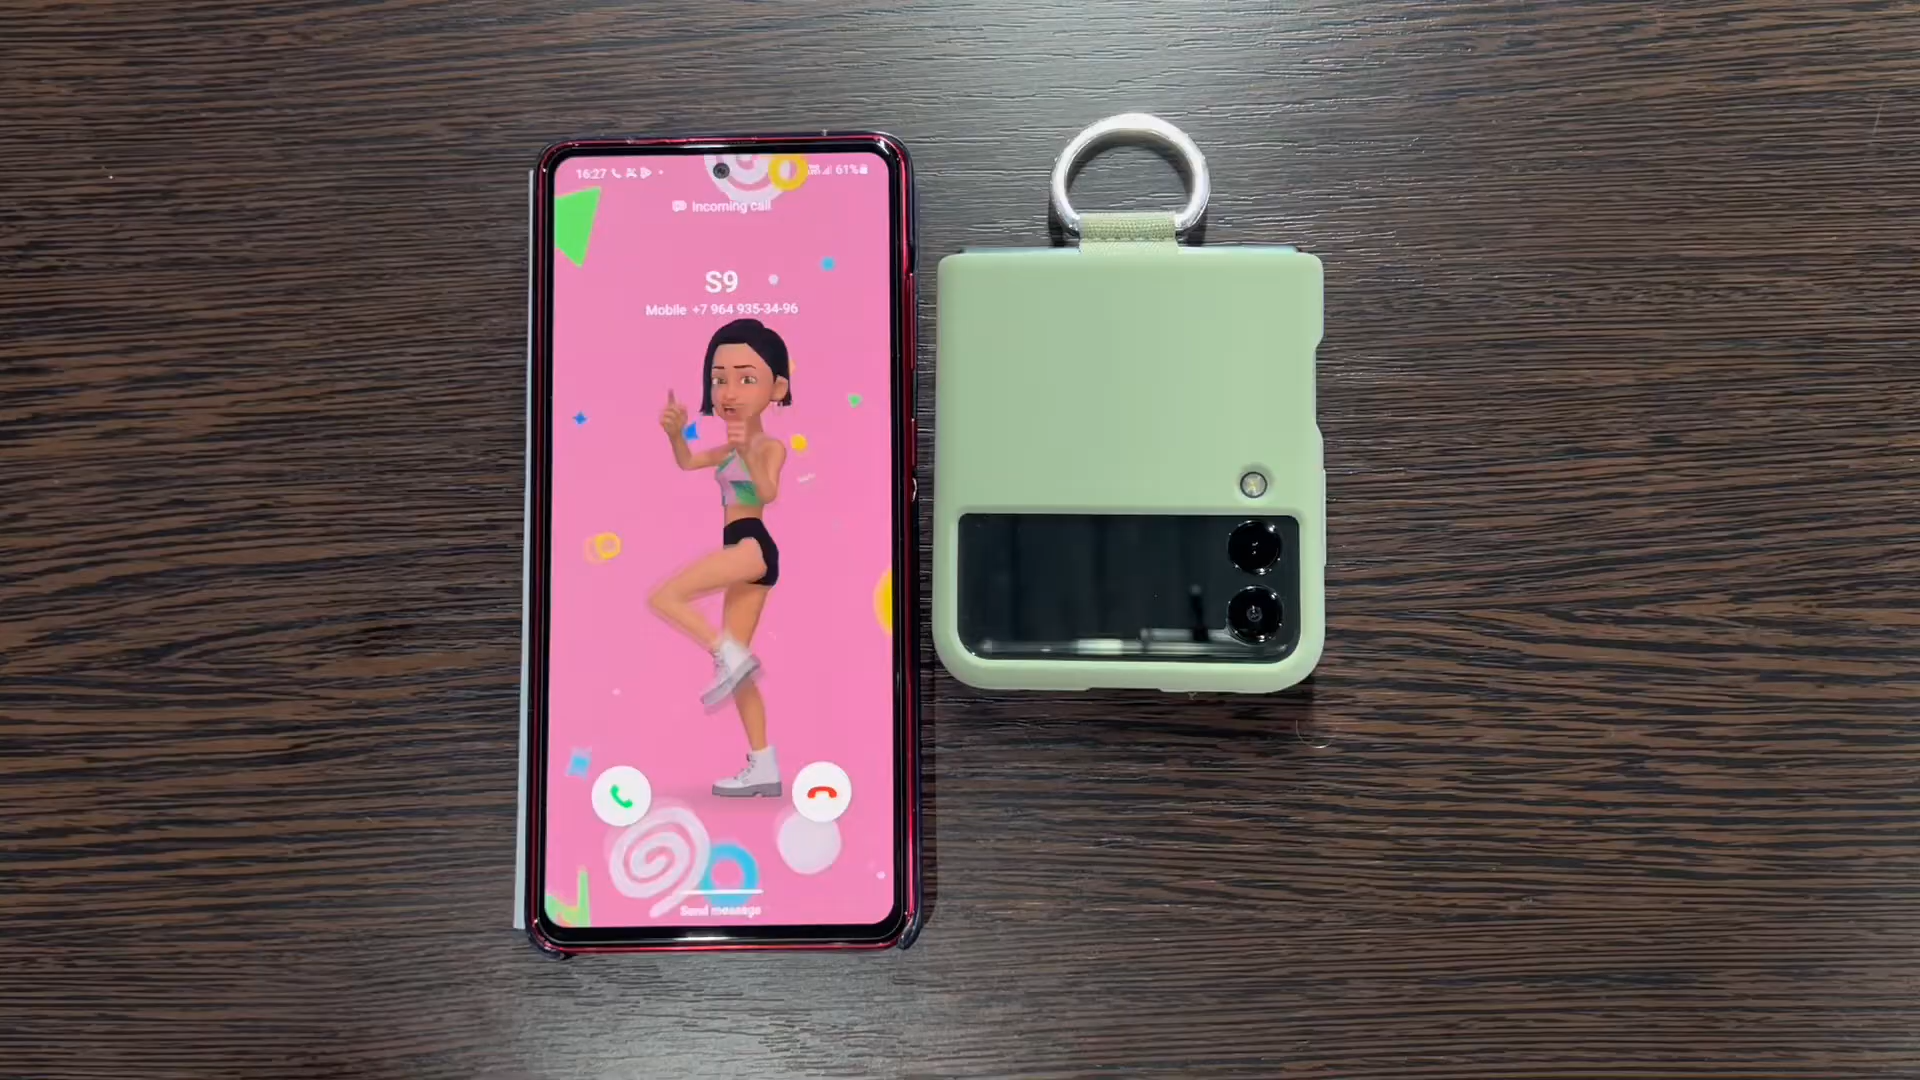 16:27
61%
Incoming call
S9
Mobile +7 964 935-34-96
Send message